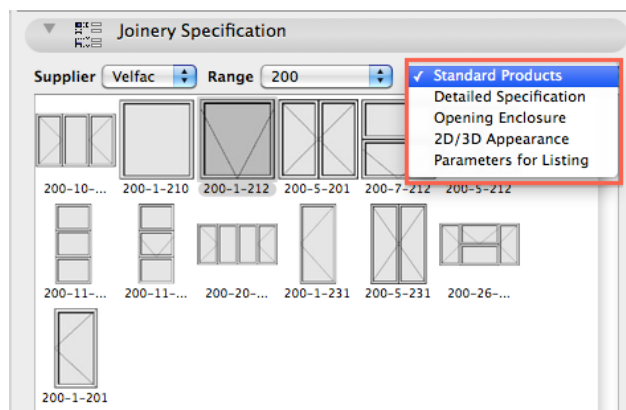 Joinery Specification
Supplier Velfac Range 200
✓ Standard Products
Detailed Specification
Opening Enclosure
2D/3D Appearance
Parameters for Listing
200-10-... 200-1-210 200-1-212 200-5-201 200-7-212 200-5-212
200-11-... 200-11-... 200-20-... 200-1-231 200-5-231 200-26-...
200-1-201